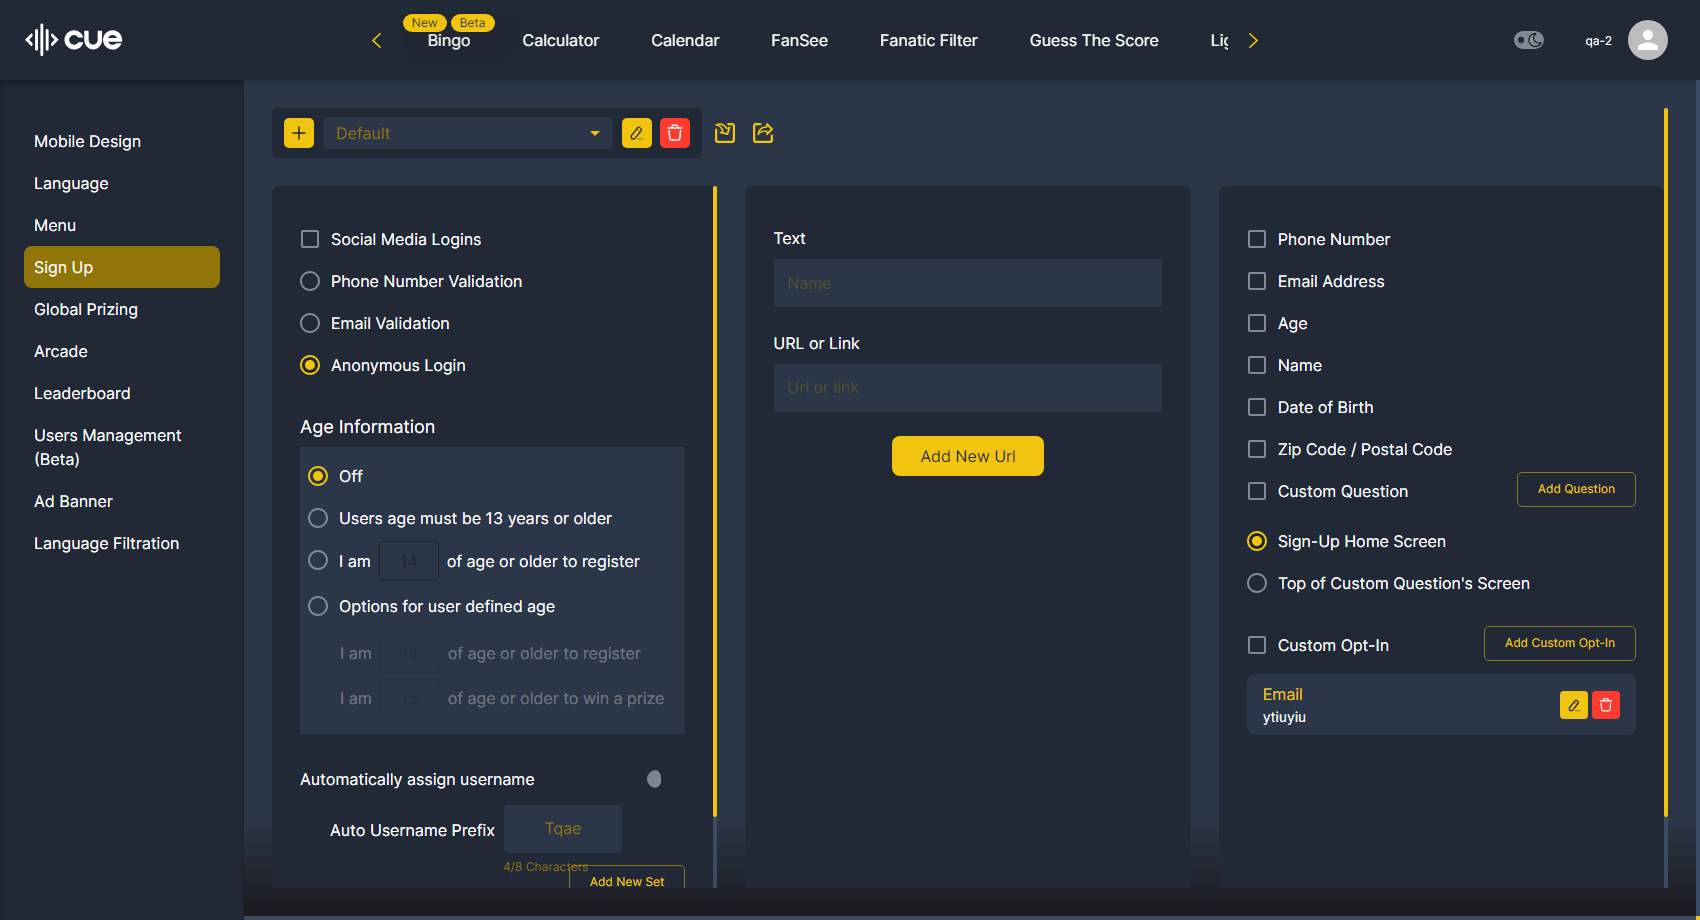 cue
New
Beta
Bingo
Calculator
Calendar
FanSee
Fanatic Filter
Guess The Score
qa-2
Mobile Design
Language
Menu
Sign Up
Global Prizing
Arcade
Leaderboard
Users Management
(Beta)
Ad Banner
Language Filtration
Default
Social Media Logins
Phone Number Validation
Email Validation
Anonymous Login
Age Information
Off
Users age must be 13 years or older
I am 14 of age or older to register
Options for user defined age
I am 14 of age or older to register
I am of age or older to win a prize
Automatically assign username
Auto Username Prefix Tqae
4/8 Characters
Add New Set
Text
Name
URL or Link
Url or link
Add New Url
Phone Number
Email Address
Age
Name
Date of Birth
Zip Code / Postal Code
Custom Question
Add Question
Sign-Up Home Screen
Top of Custom Question's Screen
Custom Opt-In
Add Custom Opt-In
Email
ytiuyiu